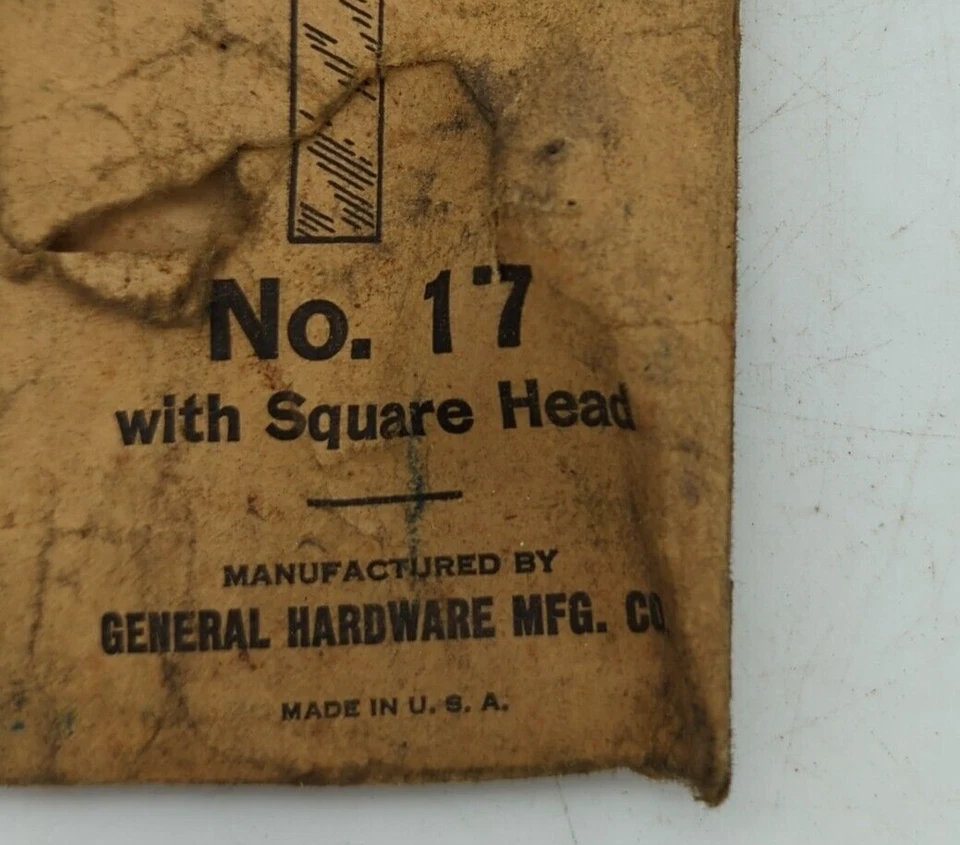 No. 17
with Square Head
MANUFACTURED BY
GENERAL HARDWARE MFG. CO.
MADE IN U. S. A.